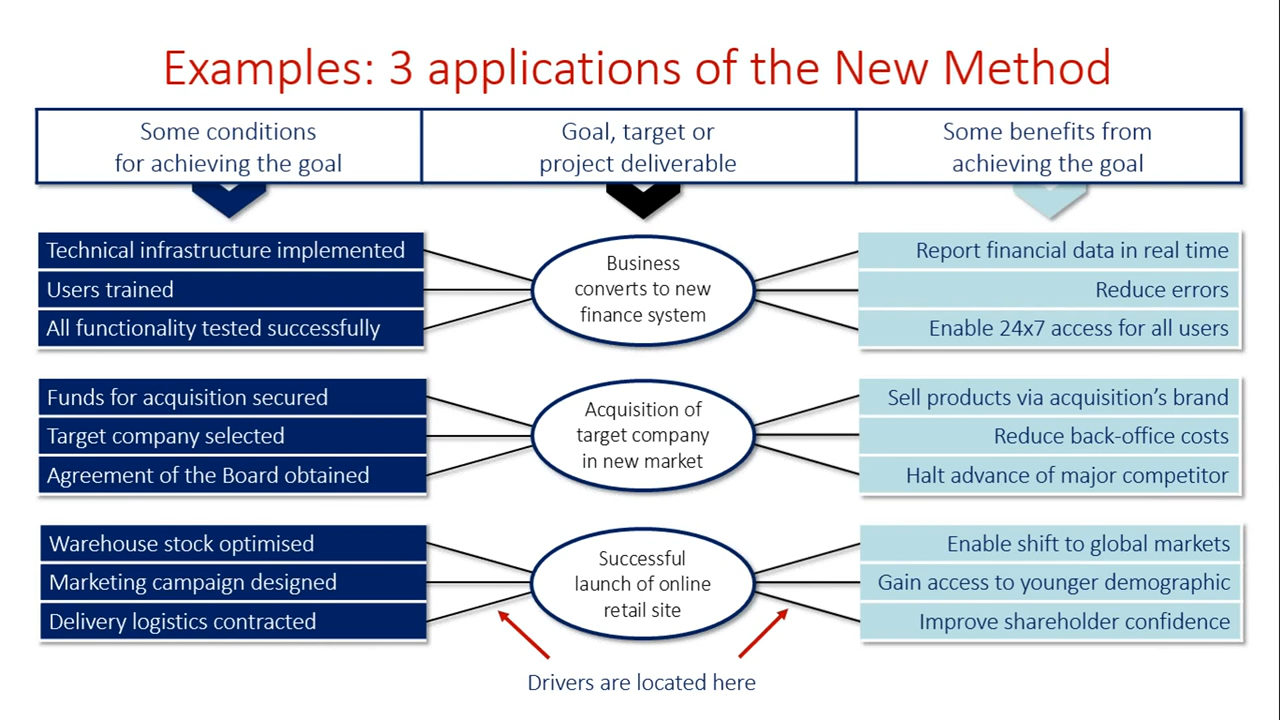 Examples: 3 applications of the New Method
Some conditions
for achieving the goal
Goal, target or
project deliverable
Some benefits from
achieving the goal
Technical infrastructure implemented
Users trained
All functionality tested successfully
Business
converts to new
finance system
Report financial data in real time
Reduce errors
Enable 24x7 access for all users
Funds for acquisition secured
Target company selected
Agreement of the Board obtained
Acquisition of
target company
in new market
Sell products via acquisition's brand
Reduce back-office costs
Halt advance of major competitor
Warehouse stock optimised
Marketing campaign designed
Delivery logistics contracted
Successful
launch of online
retail site
Enable shift to global markets
Gain access to younger demographic
Improve shareholder confidence
Drivers are located here